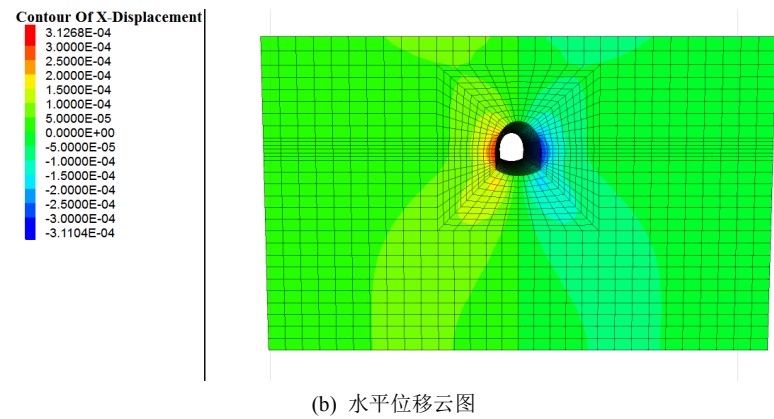 Contour Of X-Displacement
3.1268E-04
3.0000E-04
2.5000E-04
2.0000E-04
1.5000E-04
1.0000E-04
5.0000E-05
0.0000E+00
-5.0000E-05
-1.0000E-04
-1.5000E-04
-2.0000E-04
-2.5000E-04
-3.0000E-04
-3.1104E-04
(b) 水平位移云图